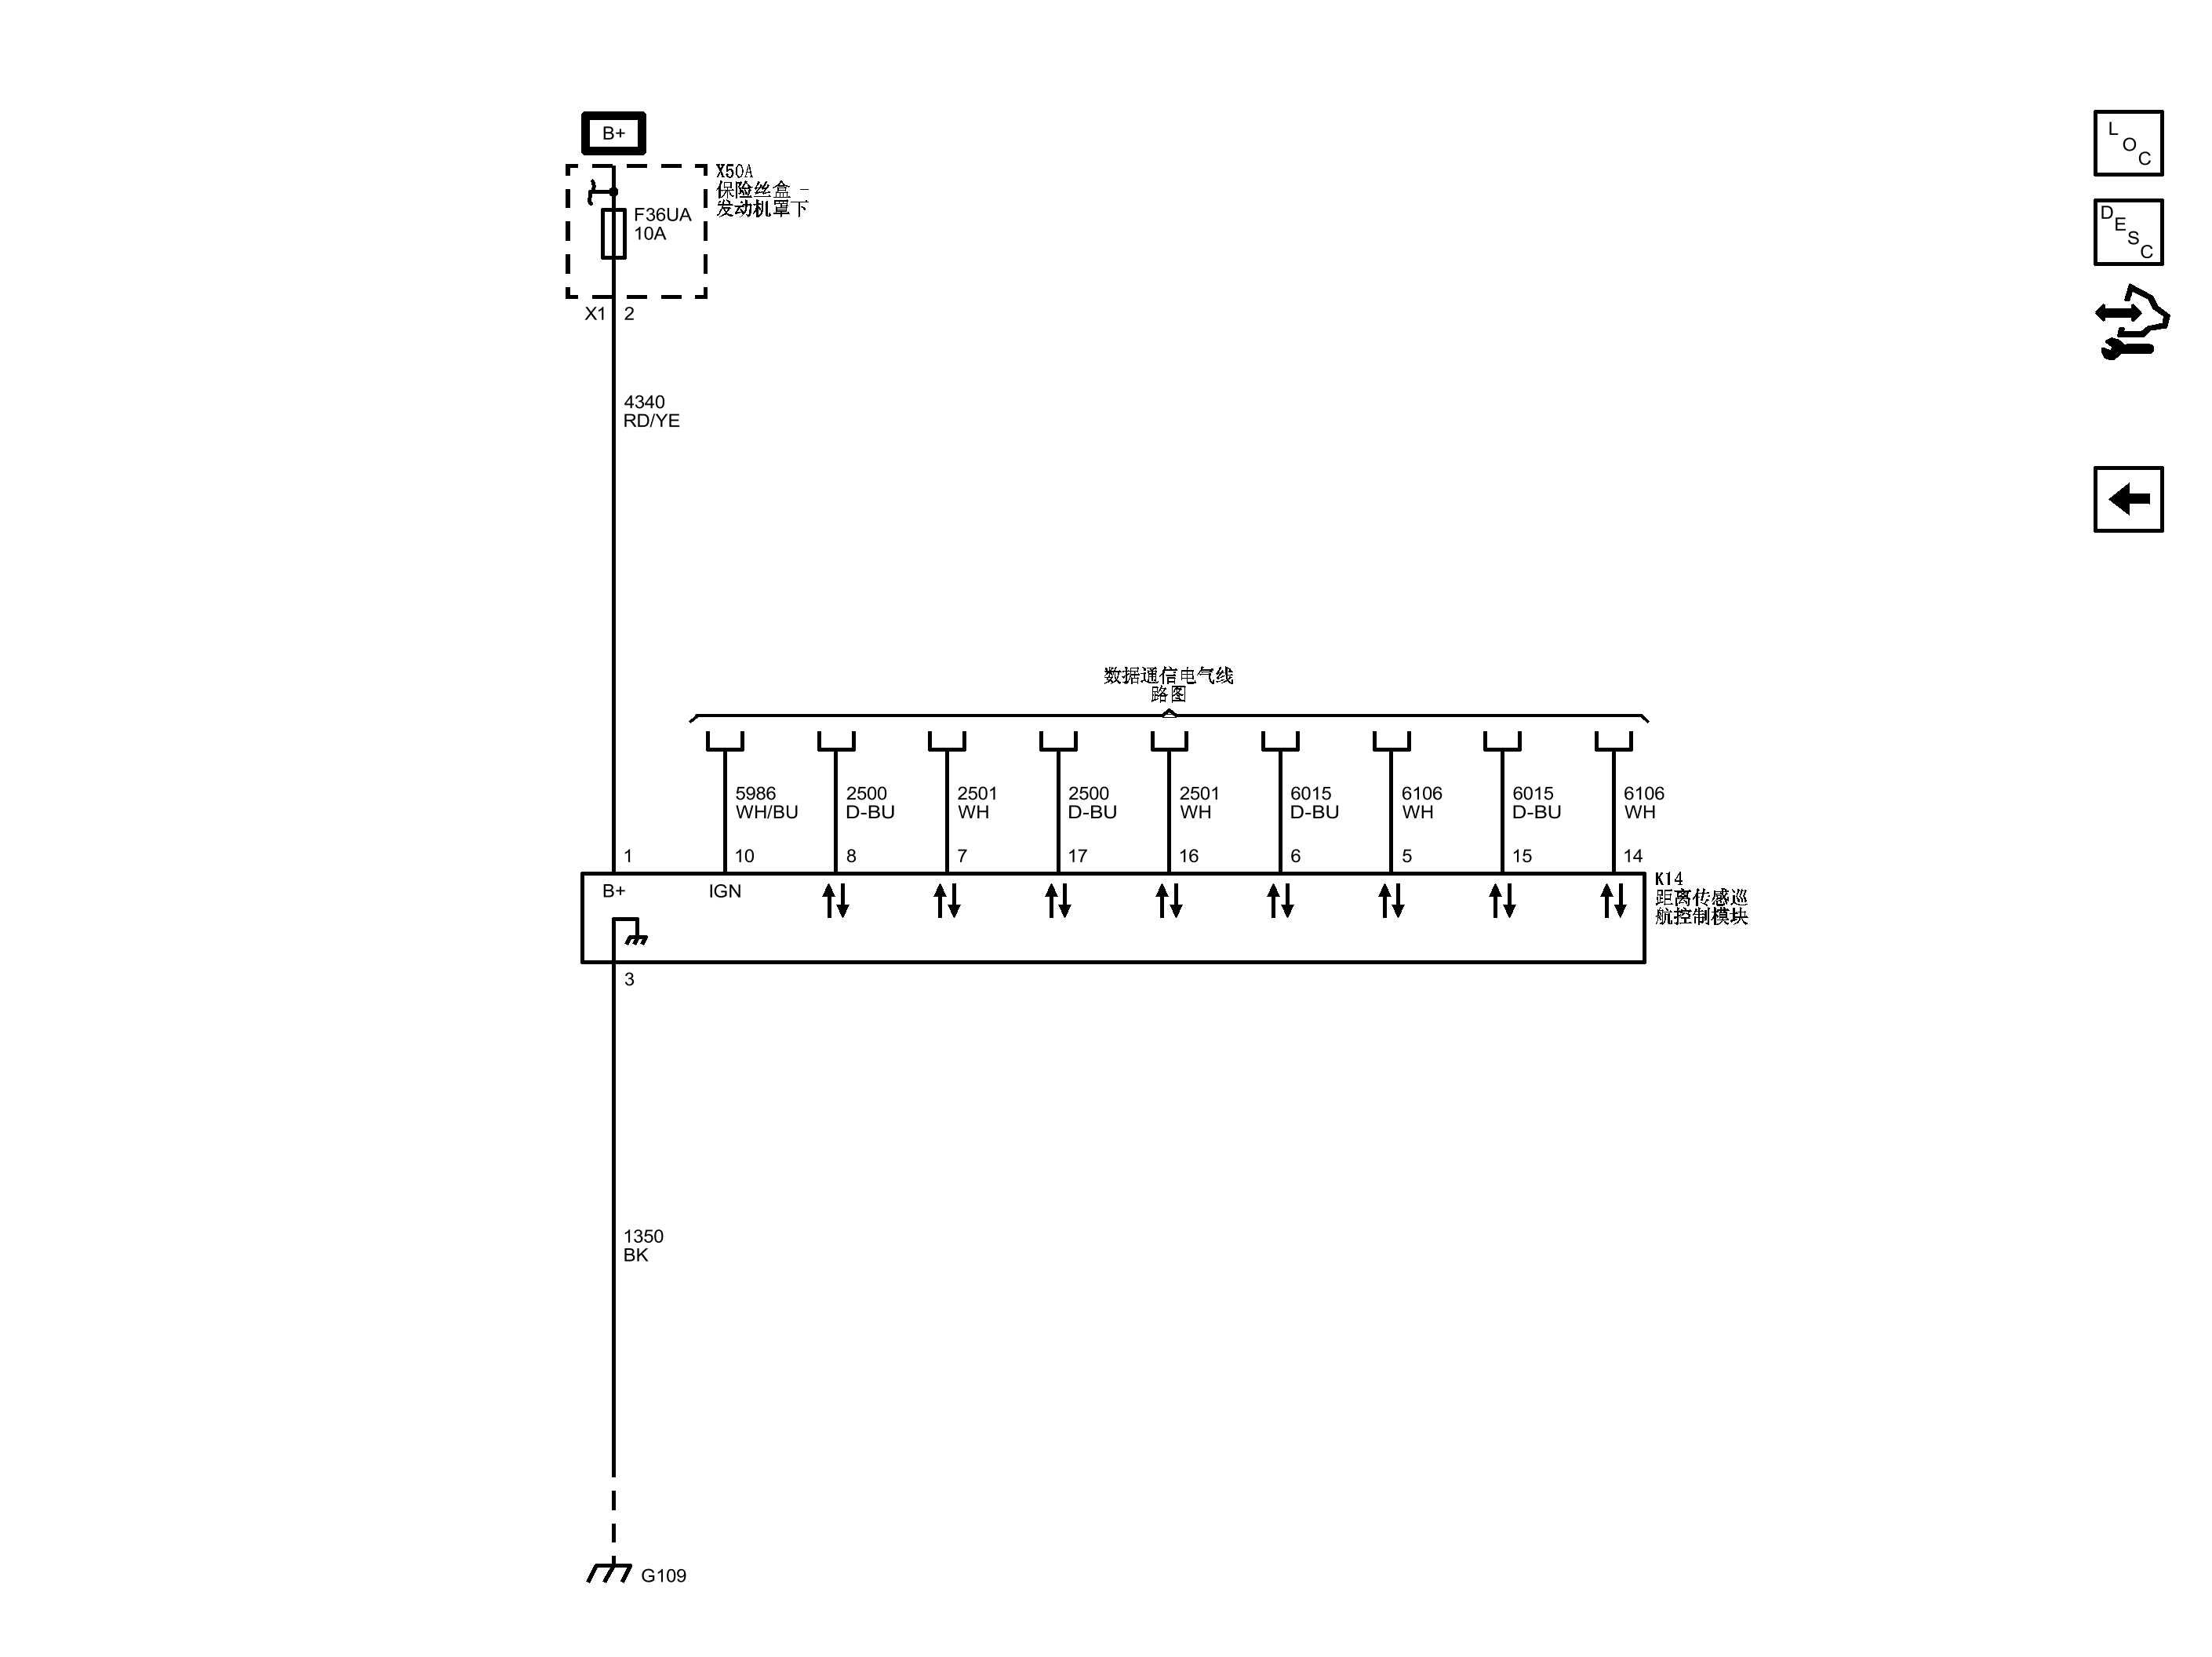 B+
X50A
保险丝盒 -
发动机罩下
F36UA
10A
X1 2
4340
RD/YE
数据通信电气线
路图
5986 2500 2501 2500 2501 6015 6106 6015 6106
WH/BU D-BU WH D-BU WH D-BU WH D-BU WH
1 10 8 7 17 16 6 5 15 14
B+ IGN
K14
距离传感巡
航控制模块
3
1350
BK
G109
LOC
DESC